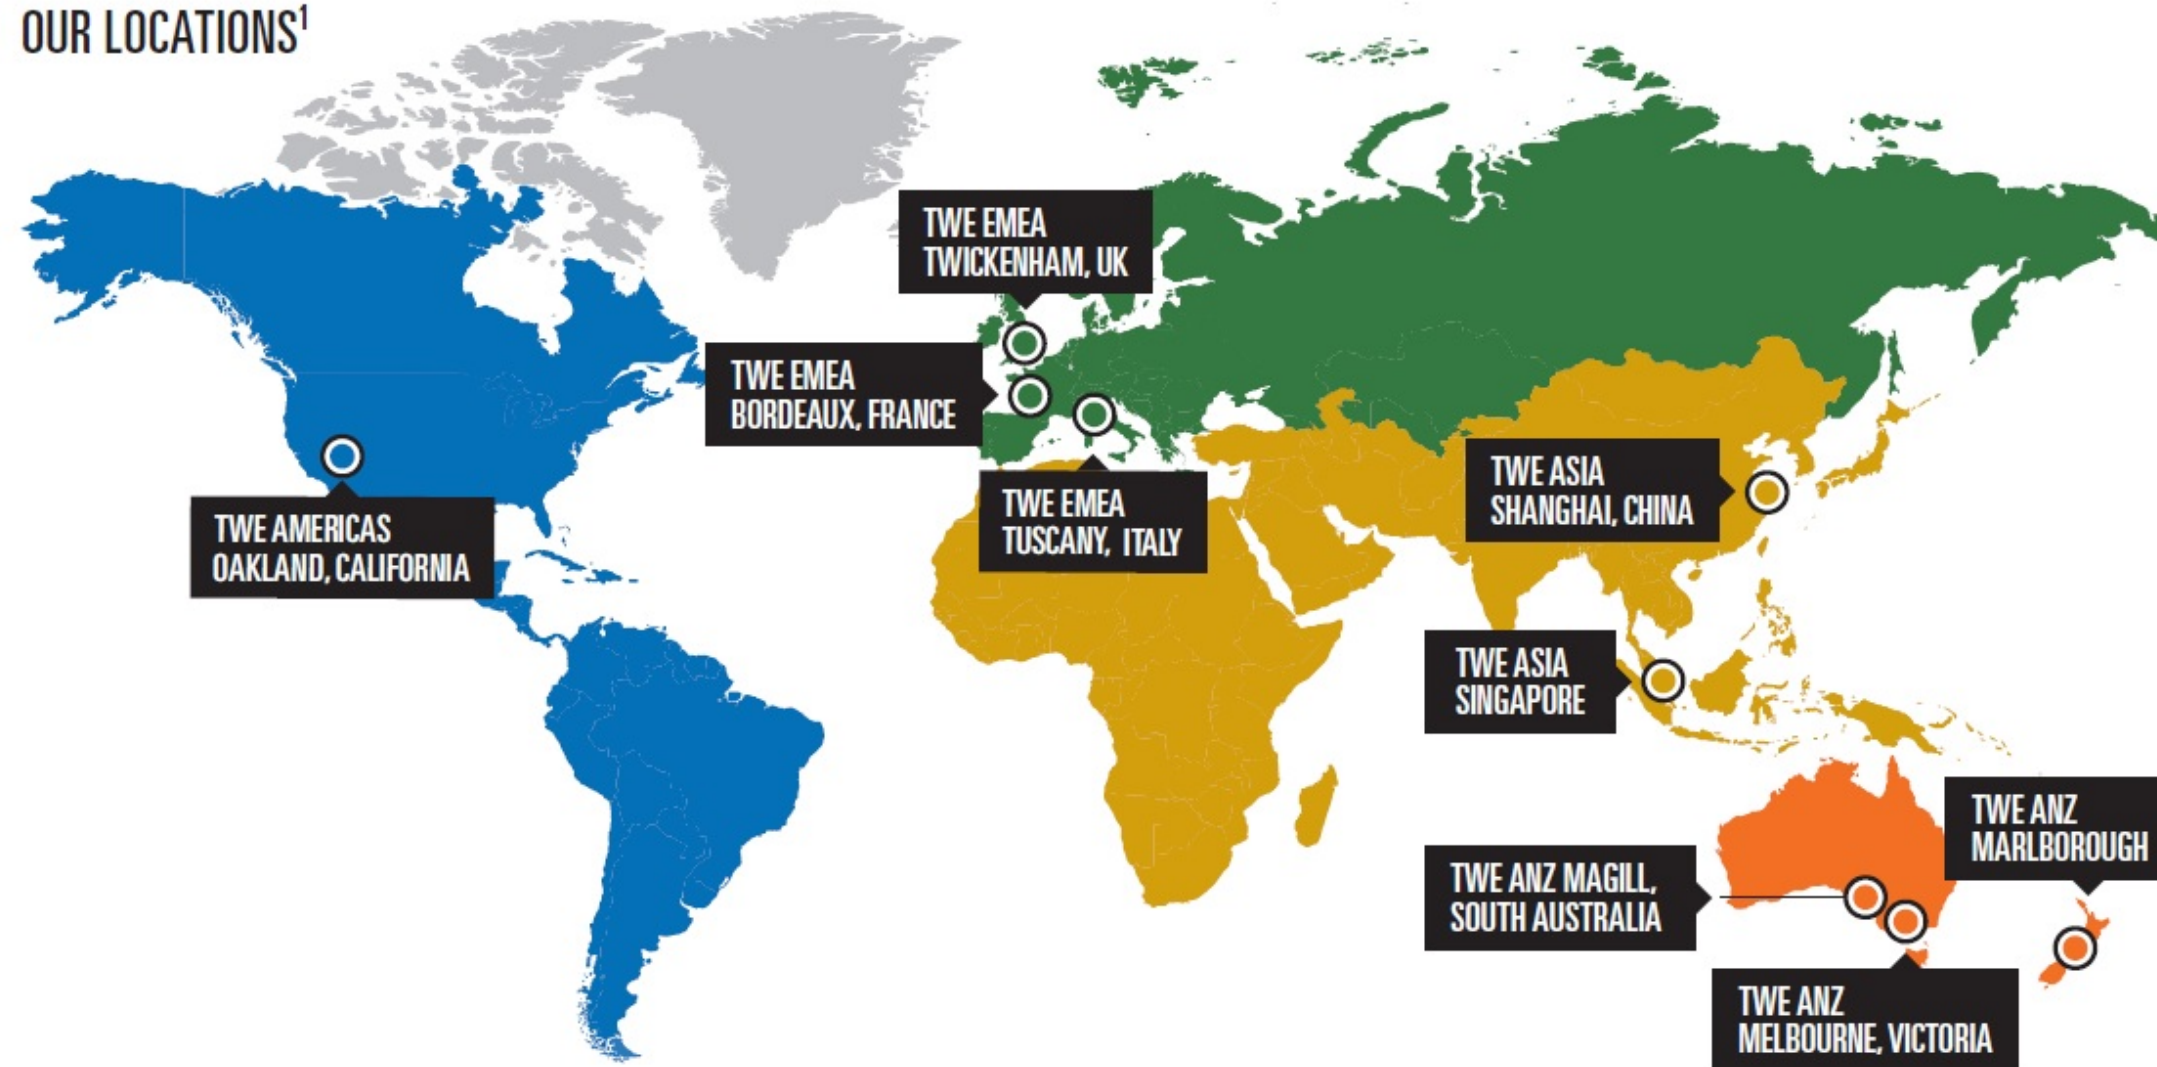 OUR LOCATIONS¹
TWE EMEA
TWICKENHAM, UK
TWE EMEA
BORDEAUX, FRANCE
TWE EMEA
TUSCANY, ITALY
TWE AMERICAS
OAKLAND, CALIFORNIA
TWE ASIA
SHANGHAI, CHINA
TWE ASIA
SINGAPORE
TWE ANZ
MARLBOROUGH
TWE ANZ MAGILL,
SOUTH AUSTRALIA
TWE ANZ
MELBOURNE, VICTORIA